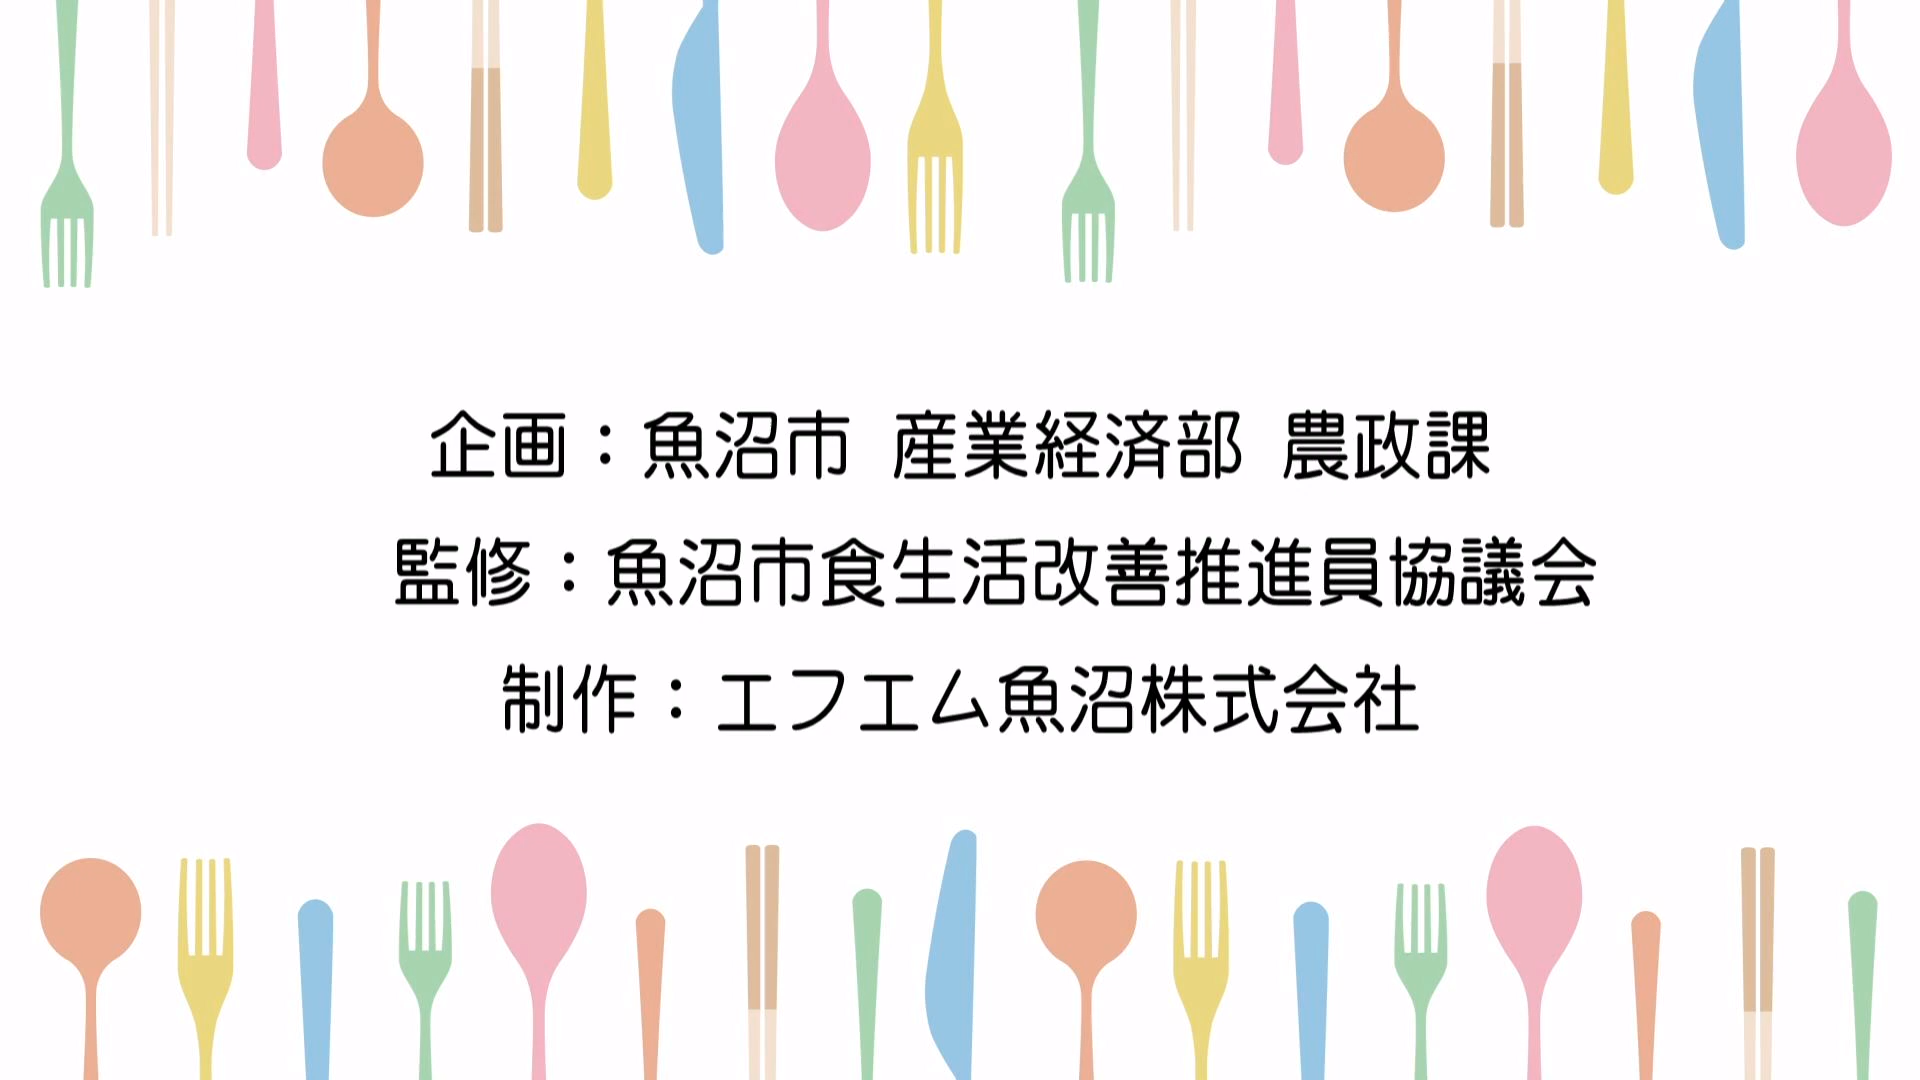 企画：魚沼市 産業経済部 農政課
監修：魚沼市食生活改善推進員協議会
制作：エフエム魚沼株式会社